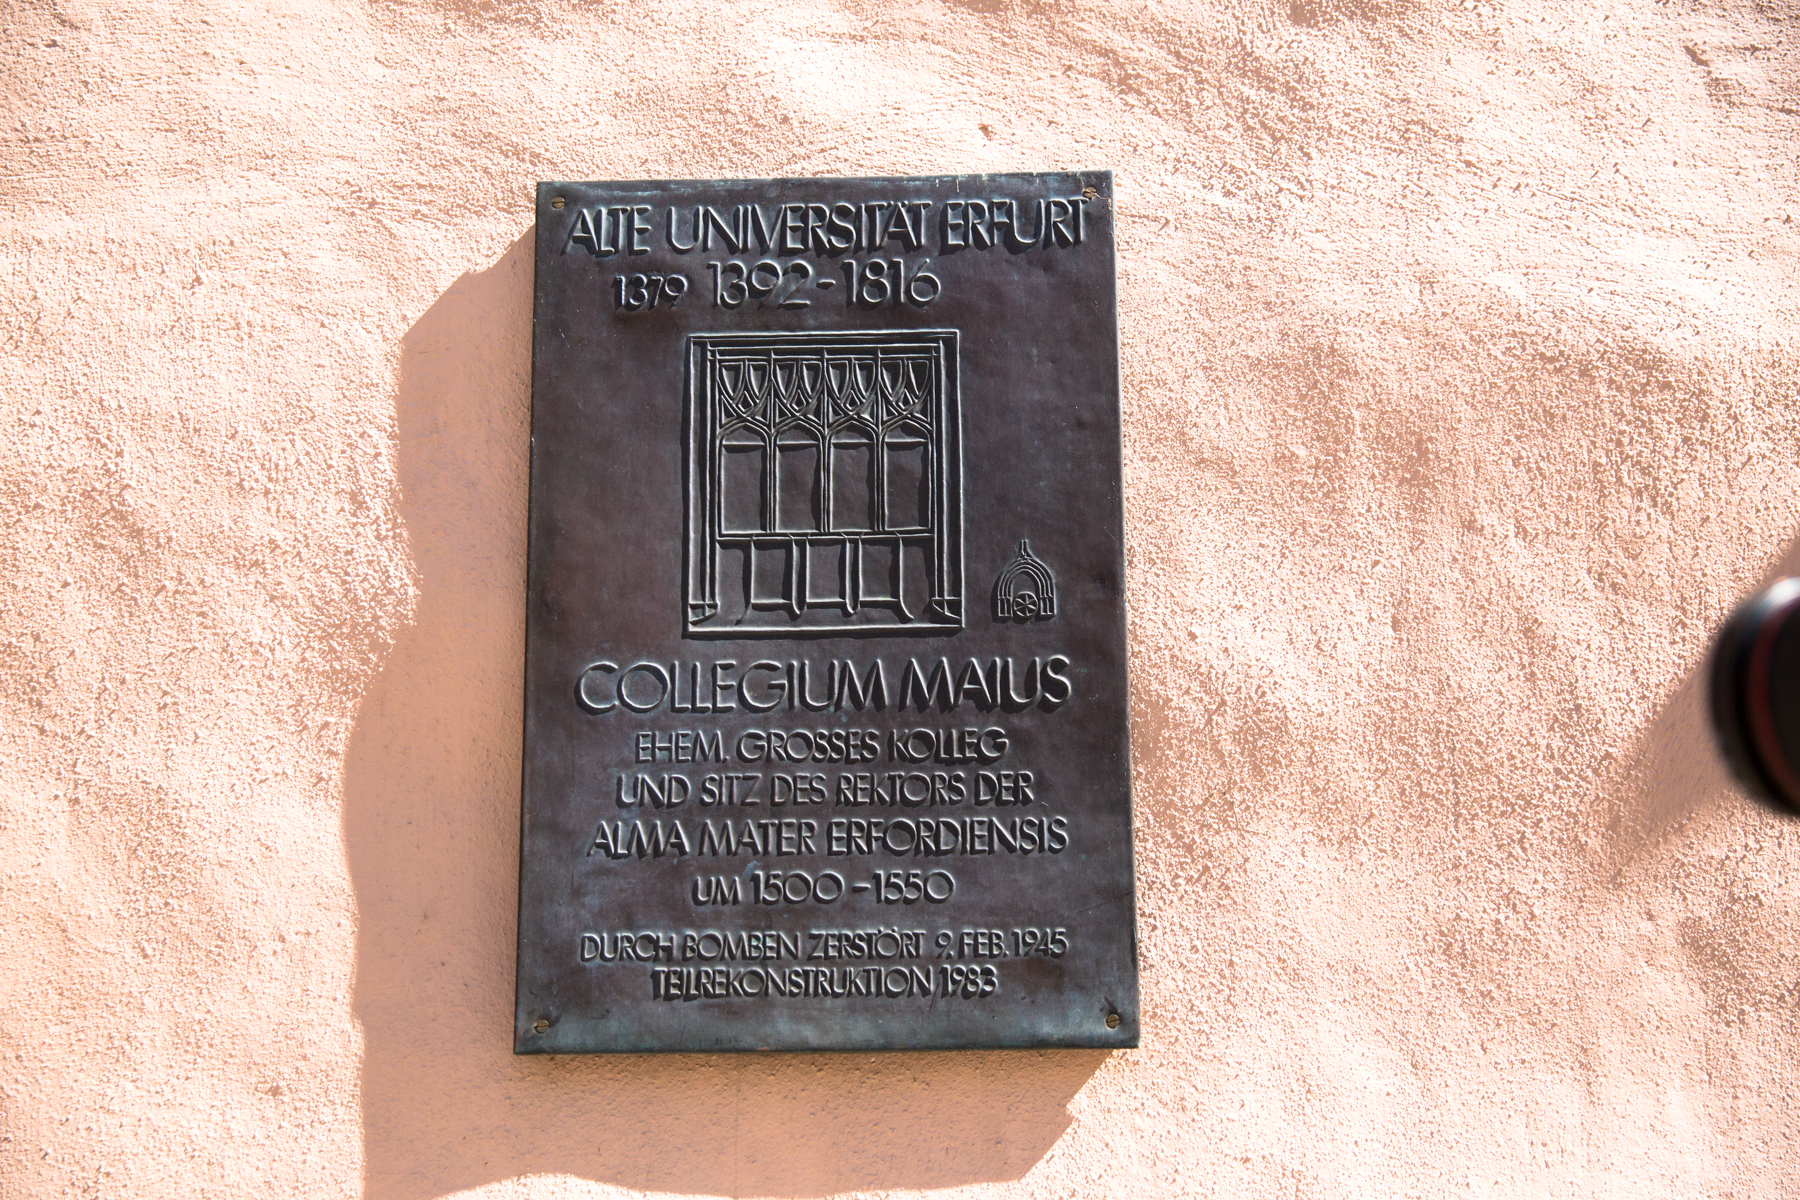 ALTE UNIVERSITÄT ERFURT
1379 1392-1816
COLLEGIUM MAIUS
EHEM. GROSSES KOLLEG
UND SITZ DES REKTORS DER
ALMA MATER ERFORDIENSIS
UM 1500-1550
DURCH BOMBEN ZERSTÖRT 9. FEB. 1945
TEILREKONSTRUKTION 1983